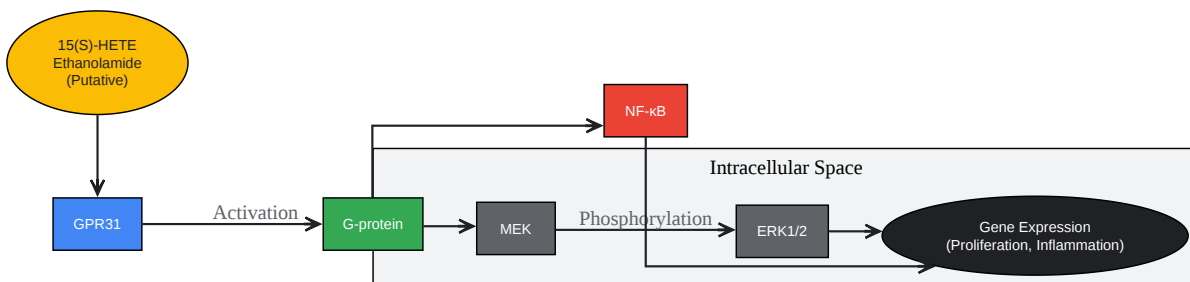 15(S)-HETE
Ethanolamide
(Putative)
NF-κB
Intracellular Space
GPR31
Activation
G-protein
MEK
Phosphorylation
ERK1/2
Gene Expression
(Proliferation, Inflammation)